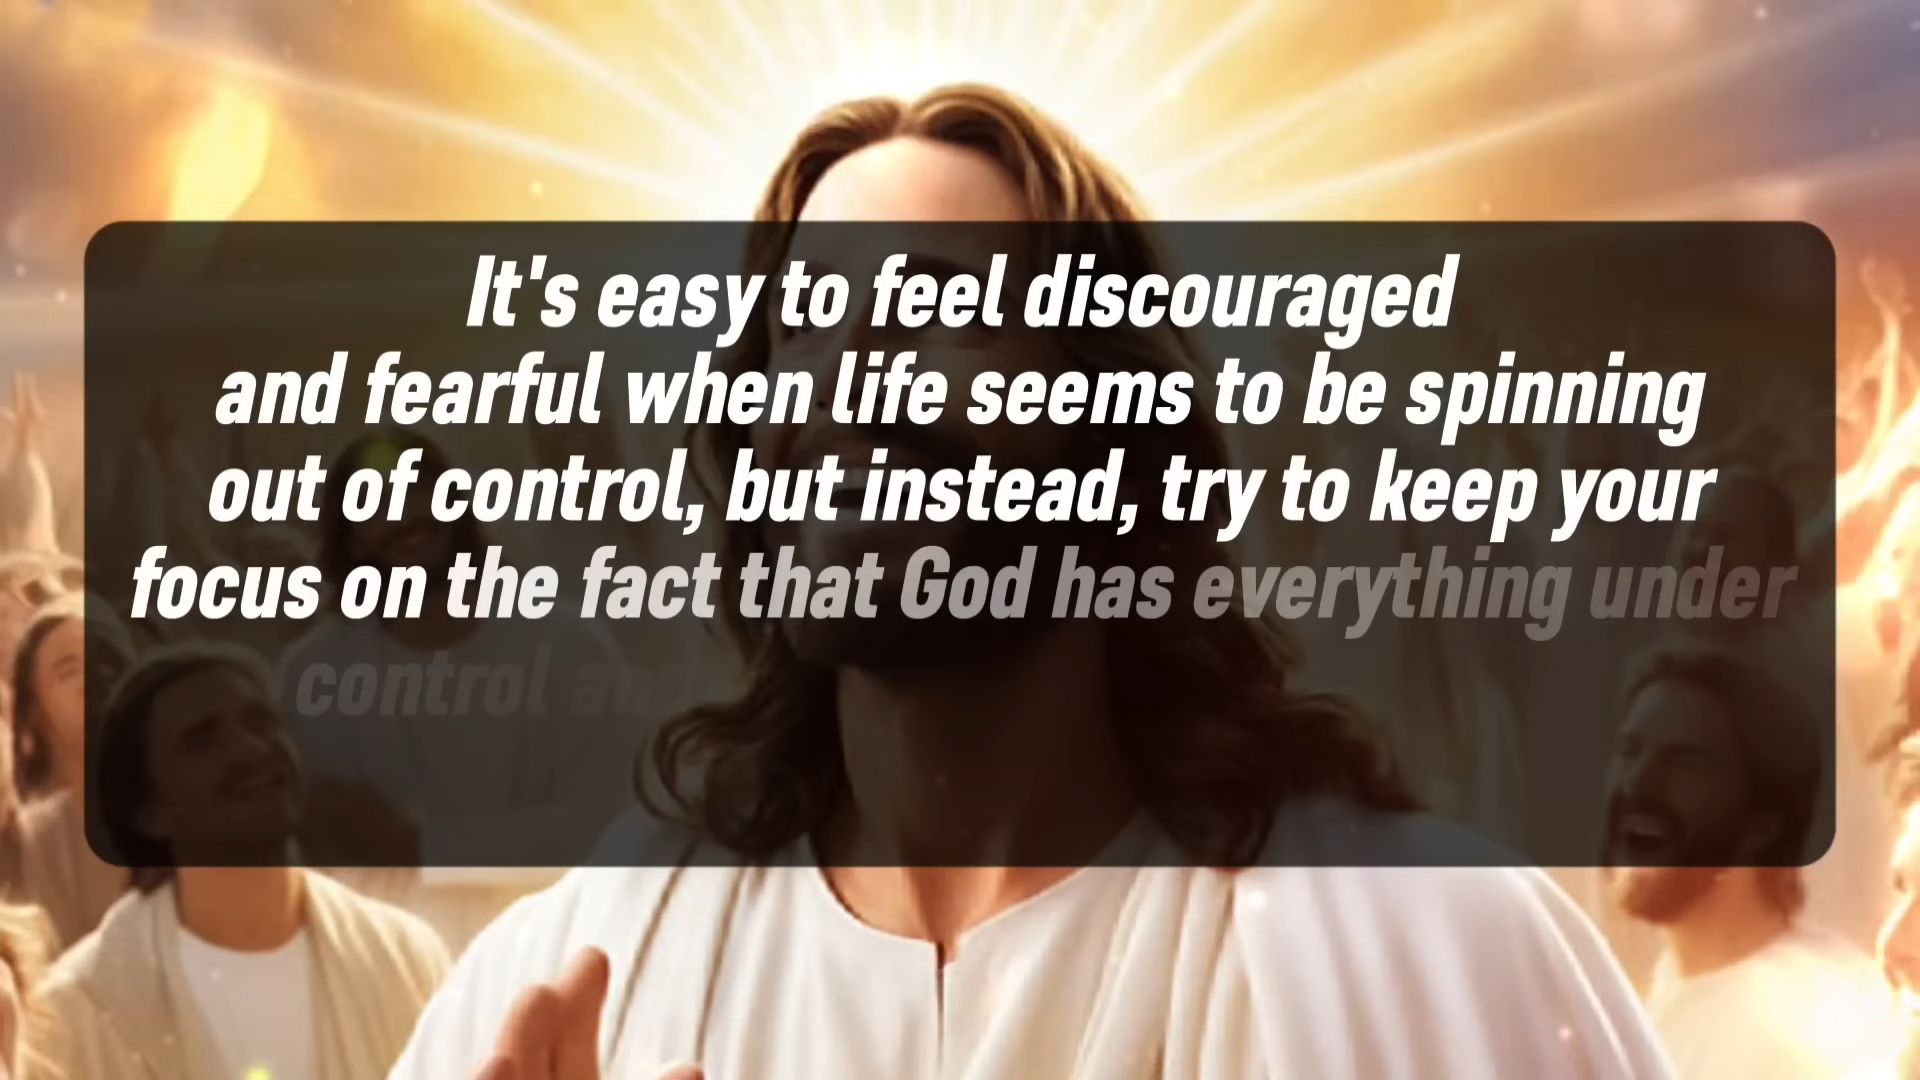 It's easy to feel discouraged
and fearful when life seems to be spinning
out of control, but instead, try to keep your
focus on the fact that God has everything under
control and